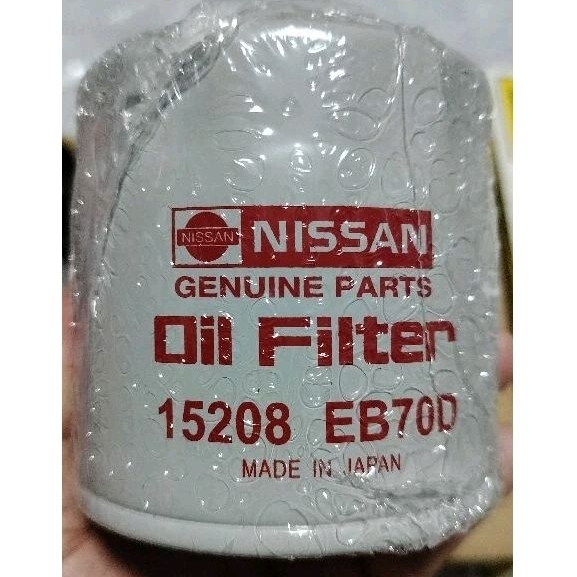 NISSAN NISSAN
GENUINE PARTS
Oil Filter
15208 EB70D
MADE IN JAPAN